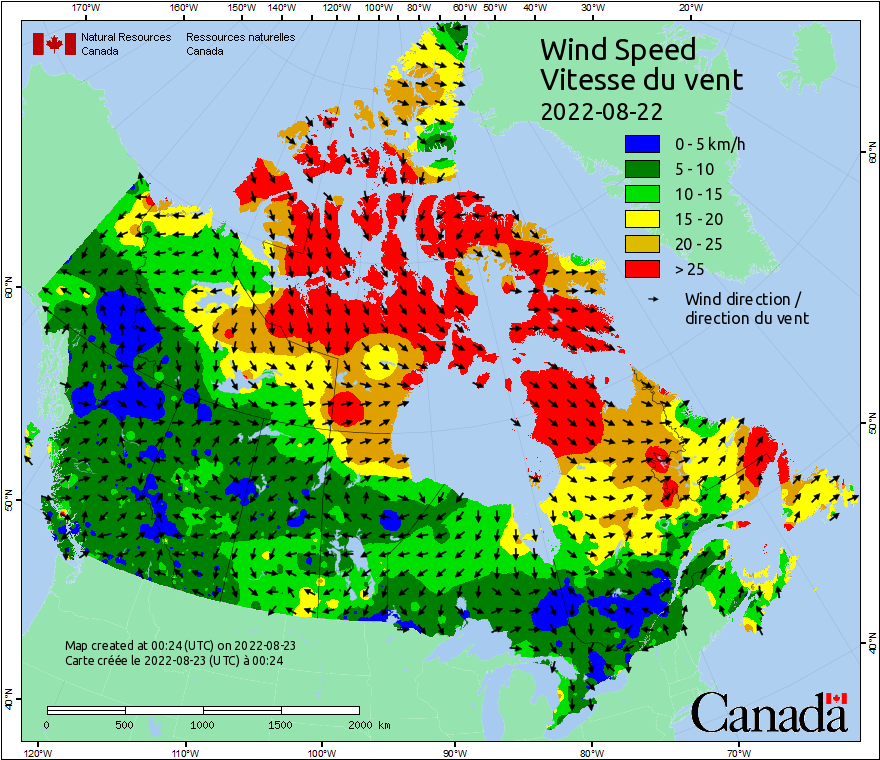 170°W 160°W 150°W 140°W 120°W 100°W 80°W 60°W 50°W 40°W 30°W 20°W
Natural Resources Canada
Ressources naturelles Canada
Wind Speed
Vitesse du vent
2022-08-22
0 - 5 km/h
5 - 10
10 - 15
15 - 20
20 - 25
> 25
Wind direction /
direction du vent
60°N
50°N
40°N
60°N
50°N
40°N
Map created at 00:24 (UTC) on 2022-08-23
Carte créée le 2022-08-23 (UTC) à 00:24
0 500 1000 1500 2000 km
Canada
120°W 110°W 100°W 90°W 80°W 70°W